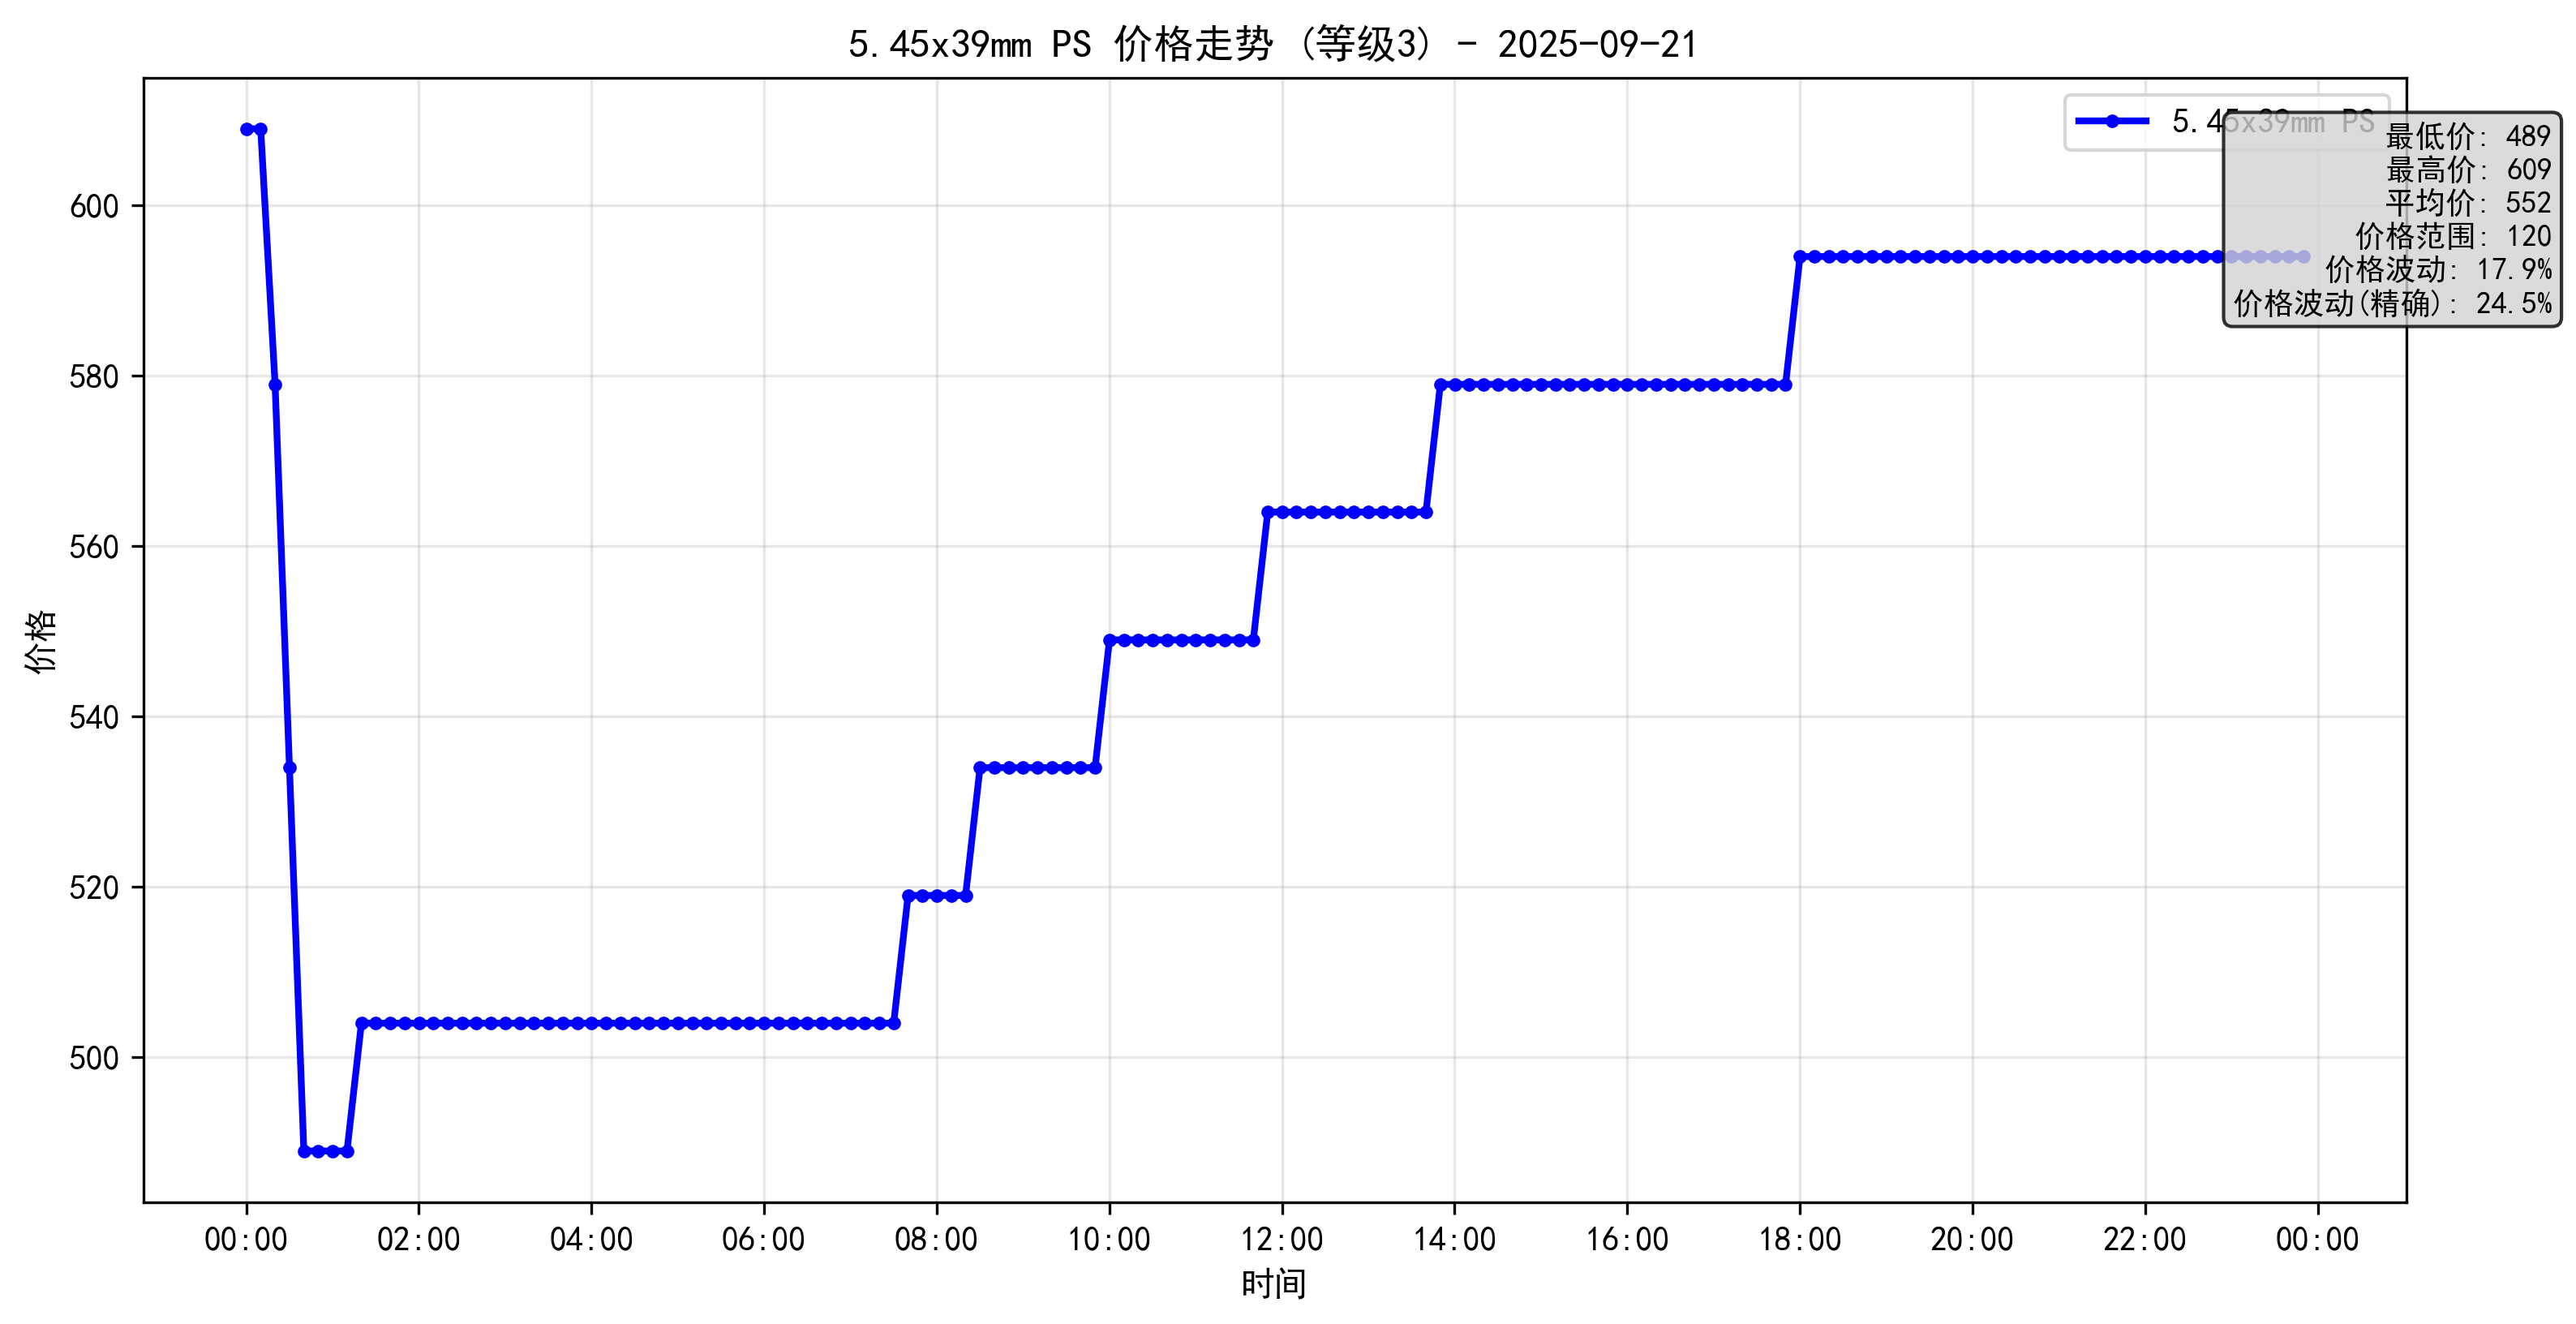 5.45x39mm PS 价格走势 (等级3) - 2025-09-21
5.45x39mm PS
最低价: 489
最高价: 609
平均价: 552
价格范围: 120
价格波动: 17.9%
价格波动(精确): 24.5%
价格
600
580
560
540
520
500
00:00 02:00 04:00 06:00 08:00 10:00 12:00 14:00 16:00 18:00 20:00 22:00 00:00
时间